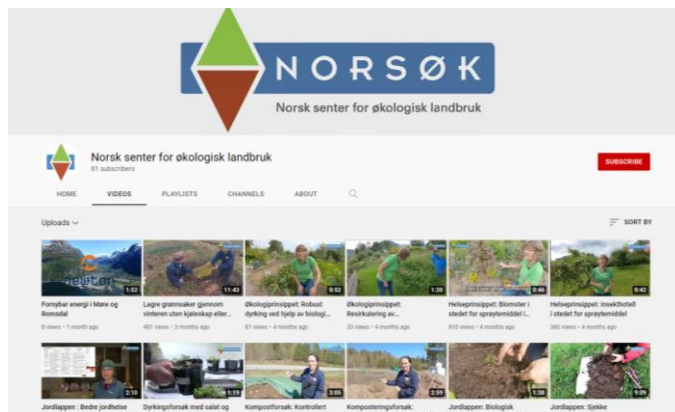 NORSØK
Norsk senter for økologisk landbruk
Norsk senter for økologisk landbruk
81 subscribers
SUBSCRIBE
HOME VIDEOS PLAYLISTS CHANNELS ABOUT
Uploads
SORT BY
newton
1:52 11:43 0:52 1:20 0:46 0:42
Fornybar energi i Møre og Lagre grønnsaker gjennom Økologiprinsippet: Robust Økologiprinsippet: Helseprinsippet: Blomster i Helseprinsippet: Insekthotell
Romsdal vinteren uten kjøleskap eller... dyrking ved hjelp av biologi... Resirkulering av... stedet for sprøytemiddel i... i stedet for sprøytemiddel
8 views • 1 month ago 481 views • 3 months ago 61 views • 4 months ago 33 views • 4 months ago 810 views • 4 months ago 360 views • 4 months ago
2:10 1:19 3:05 2:59 1:38 9:09
Jordlappen : Bedre jordhelse Dyrkingsforsøk med salat og Kompostforsøk: Kontrollert Komposteringsforsøk: Jordlappen: Biologisk Jordlappen: Sjekke